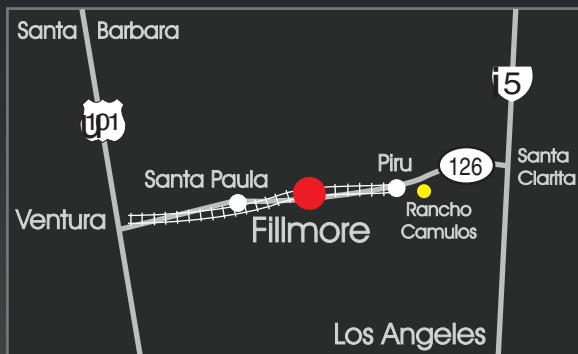 Santa Barbara
101
5
Piru
126
Santa
Clarita
Santa Paula
Ventura
Fillmore
Rancho
Camulos
Los Angeles